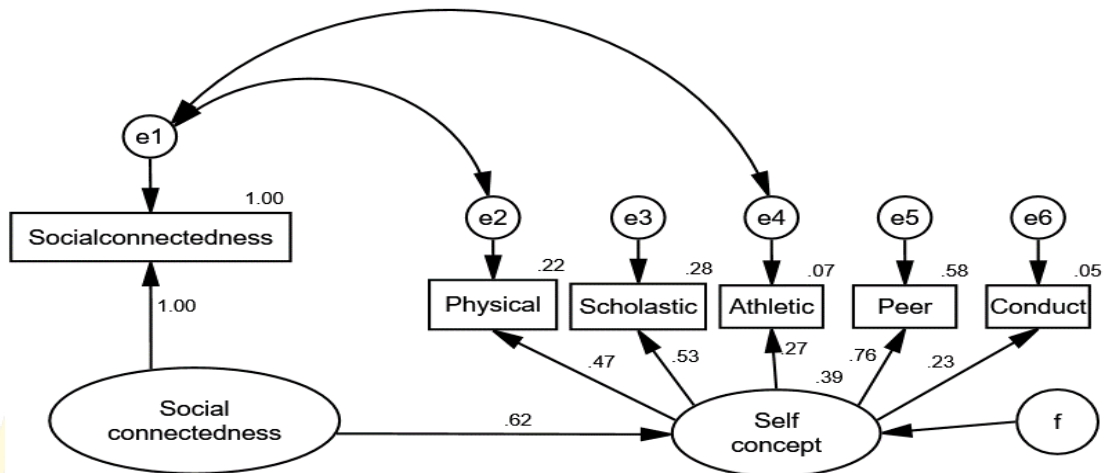 e1
1.00
Socialconnectedness
1.00
e2
e3
e4
e5
e6
.22
.28
.07
.58
.05
Physical
Scholastic
Athletic
Peer
Conduct
.47
.53
.27
.39
.76
.23
Social
connectedness
.62
Self
concept
f